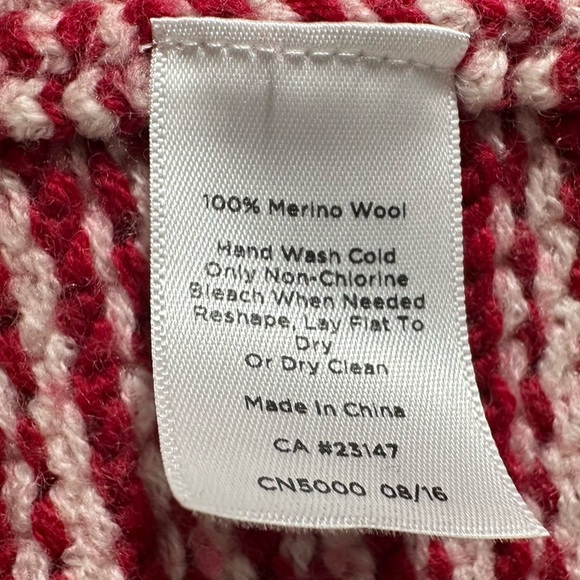 100% Merino Wool
Hand Wash Cold
Only Non-Chlorine
Bleach When Needed
Reshape, Lay Flat To
Dry
Or Dry Clean
Made In China
CA #23147
CN5000 08/16